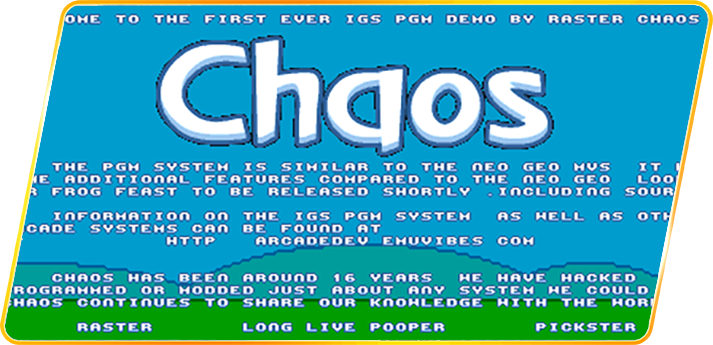 OME TO THE FIRST EVER IGS PGM DEMO BY RASTER CHAOS
Chaos
THE PGM SYSTEM IS SIMILAR TO THE NEO GEO MVS IT
ADDITIONAL FEATURES COMPARED TO THE NEO GEO LOO
FROG FEAST TO BE RELEASED SHORTLY .INCLUDING SOUR
INFORMATION ON THE IGS PGM SYSTEM AS WELL AS OTH
CADE SYSTEMS CAN BE FOUND AT
HTTP ARCADEDEV EMUVIBES COM
CHAOS HAS BEEN AROUND 16 YEARS WE HAVE HACKED
ROGRAMMED OR MODDED JUST ABOUT ANY SYSTEM WE COULD
CHAOS CONTINUES TO SHARE OUR KNOWLEDGE WITH THE WOR
RASTER LONG LIVE POOPER PICKSTER